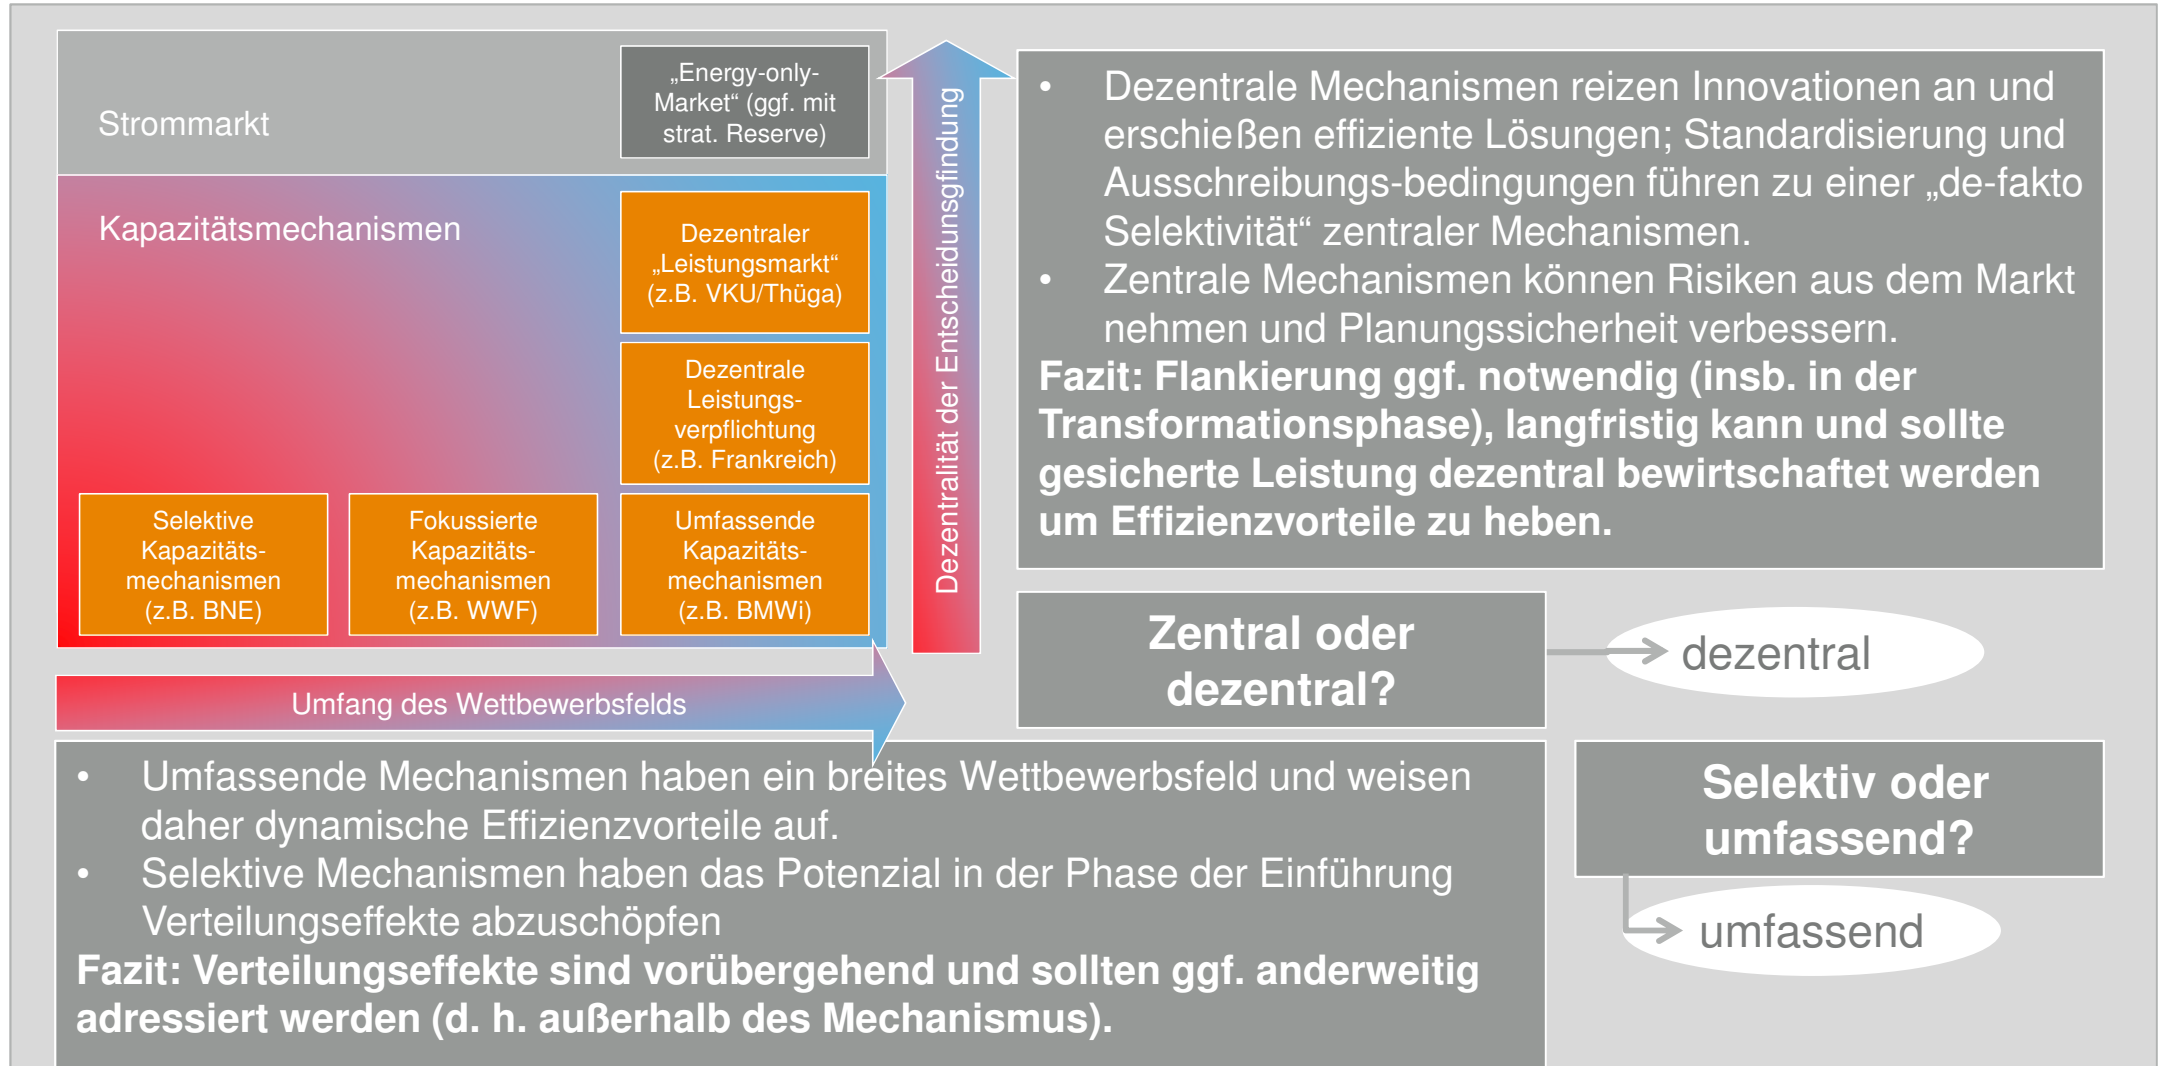 Strommarkt
„Energy-only-
Market“ (ggf. mit
strat. Reserve)
Kapazitätsmechanismen
Dezentraler
„Leistungsmarkt“
(z.B. VKU/Thüga)
Dezentrale
Leistungs-
verpflichtung
(z.B. Frankreich)
Selektive
Kapazitäts-
mechanismen
(z.B. BNE)
Fokussierte
Kapazitäts-
mechanismen
(z.B. WWF)
Umfassende
Kapazitäts-
mechanismen
(z.B. BMWi)
Dezentralität der Entscheidunsgfindung
Umfang des Wettbewerbsfelds
• Dezentrale Mechanismen reizen Innovationen an und
erschießen effiziente Lösungen; Standardisierung und
Ausschreibungs-bedingungen führen zu einer „de-fakto
Selektivität“ zentraler Mechanismen.
• Zentrale Mechanismen können Risiken aus dem Markt
nehmen und Planungssicherheit verbessern.
Fazit: Flankierung ggf. notwendig (insb. in der
Transformationsphase), langfristig kann und sollte
gesicherte Leistung dezentral bewirtschaftet werden
um Effizienzvorteile zu heben.
Zentral oder
dezentral?
dezentral
• Umfassende Mechanismen haben ein breites Wettbewerbsfeld und weisen
daher dynamische Effizienzvorteile auf.
• Selektive Mechanismen haben das Potenzial in der Phase der Einführung
Verteilungseffekte abzuschöpfen
Fazit: Verteilungseffekte sind vorübergehend und sollten ggf. anderweitig
adressiert werden (d. h. außerhalb des Mechanismus).
Selektiv oder
umfassend?
umfassend